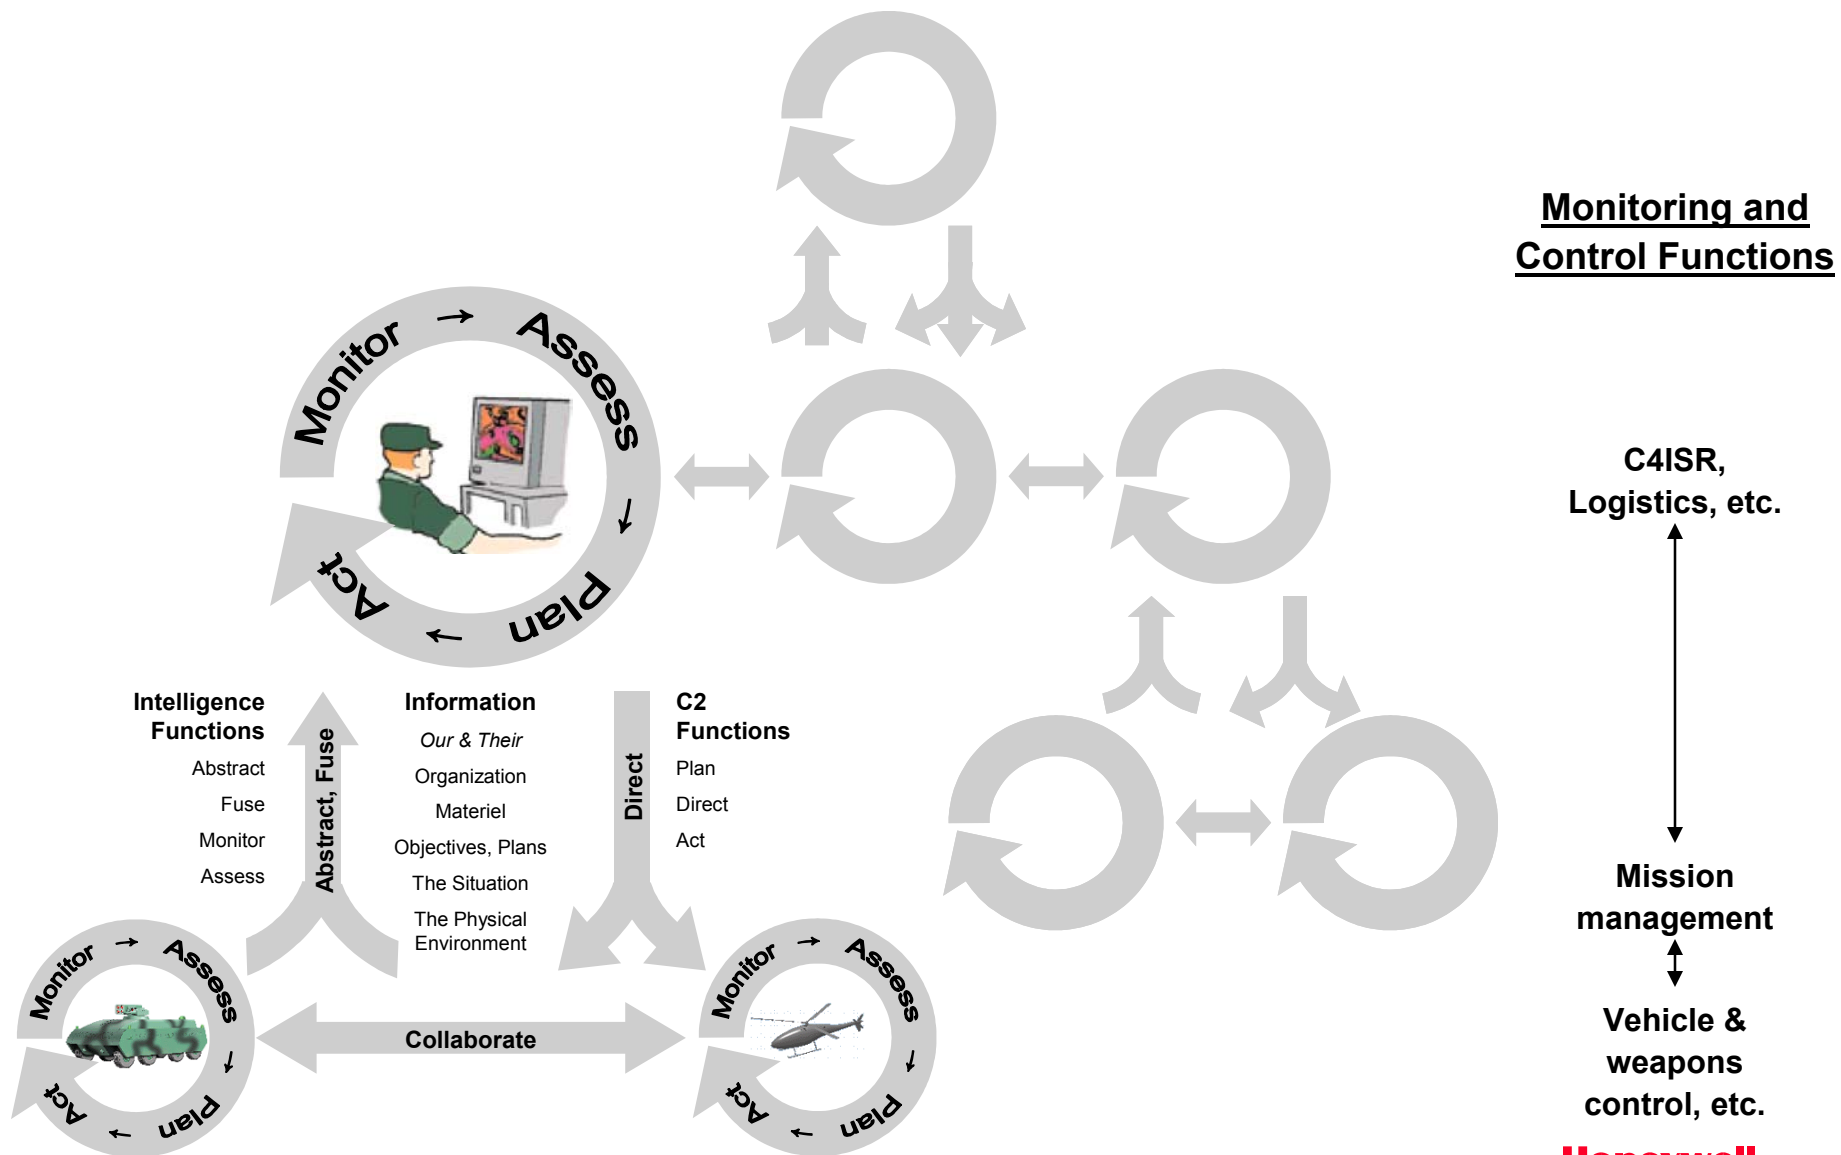 Monitoring and
Control Functions
Monitor → Assess
→
Plan → Act
C4ISR,
Logistics, etc.
Intelligence
Functions
Abstract
Fuse
Monitor
Assess
Abstract, Fuse
Information
Our & Their
Organization
Materiel
Objectives, Plans
The Situation
The Physical
Environment
Direct
C2
Functions
Plan
Direct
Act
Mission
management
Monitor → Assess
→
Plan → Act
Collaborate
Monitor → Assess
→
Plan → Act
Vehicle &
weapons
control, etc.
Honeywell